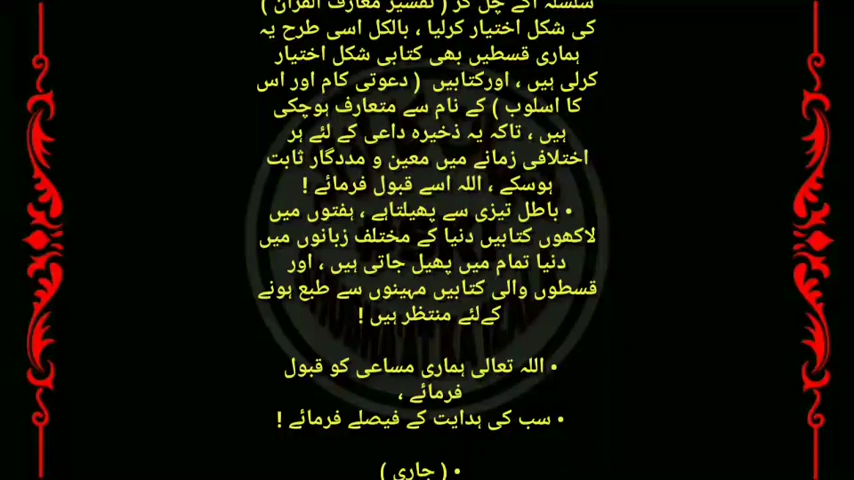 سلسلہ آگے چل کر ( تفسیر معارف القرآن )
کی شکل اختیار کرلیا ، بالکل اسی طرح یہ
ہماری قسطیں بھی کتابی شکل اختیار
کرلی ہیں ، اورکتابیں ( دعوتی کام اور اس
کا اسلوب ) کے نام سے متعارف ہوچکی
ہیں ، تاکہ یہ ذخیرہ داعی کے لئے ہر
اختلافی زمانے میں معین و مددگار ثابت
ہوسکے ، اللہ اسے قبول فرمائے !
• باطل تیزی سے پھیلتاہے ، ہفتوں میں
لاکھوں کتابیں دنیا کے مختلف زبانوں میں
دنیا تمام میں پھیل جاتی ہیں ، اور
قسطوں والی کتابیں مہینوں سے طبع ہونے
کےلئے منتظر ہیں !
• اللہ تعالی ہماری مساعی کو قبول
فرمائے ،
• سب کی ہدایت کے فیصلے فرمائے !
• ( جاری )